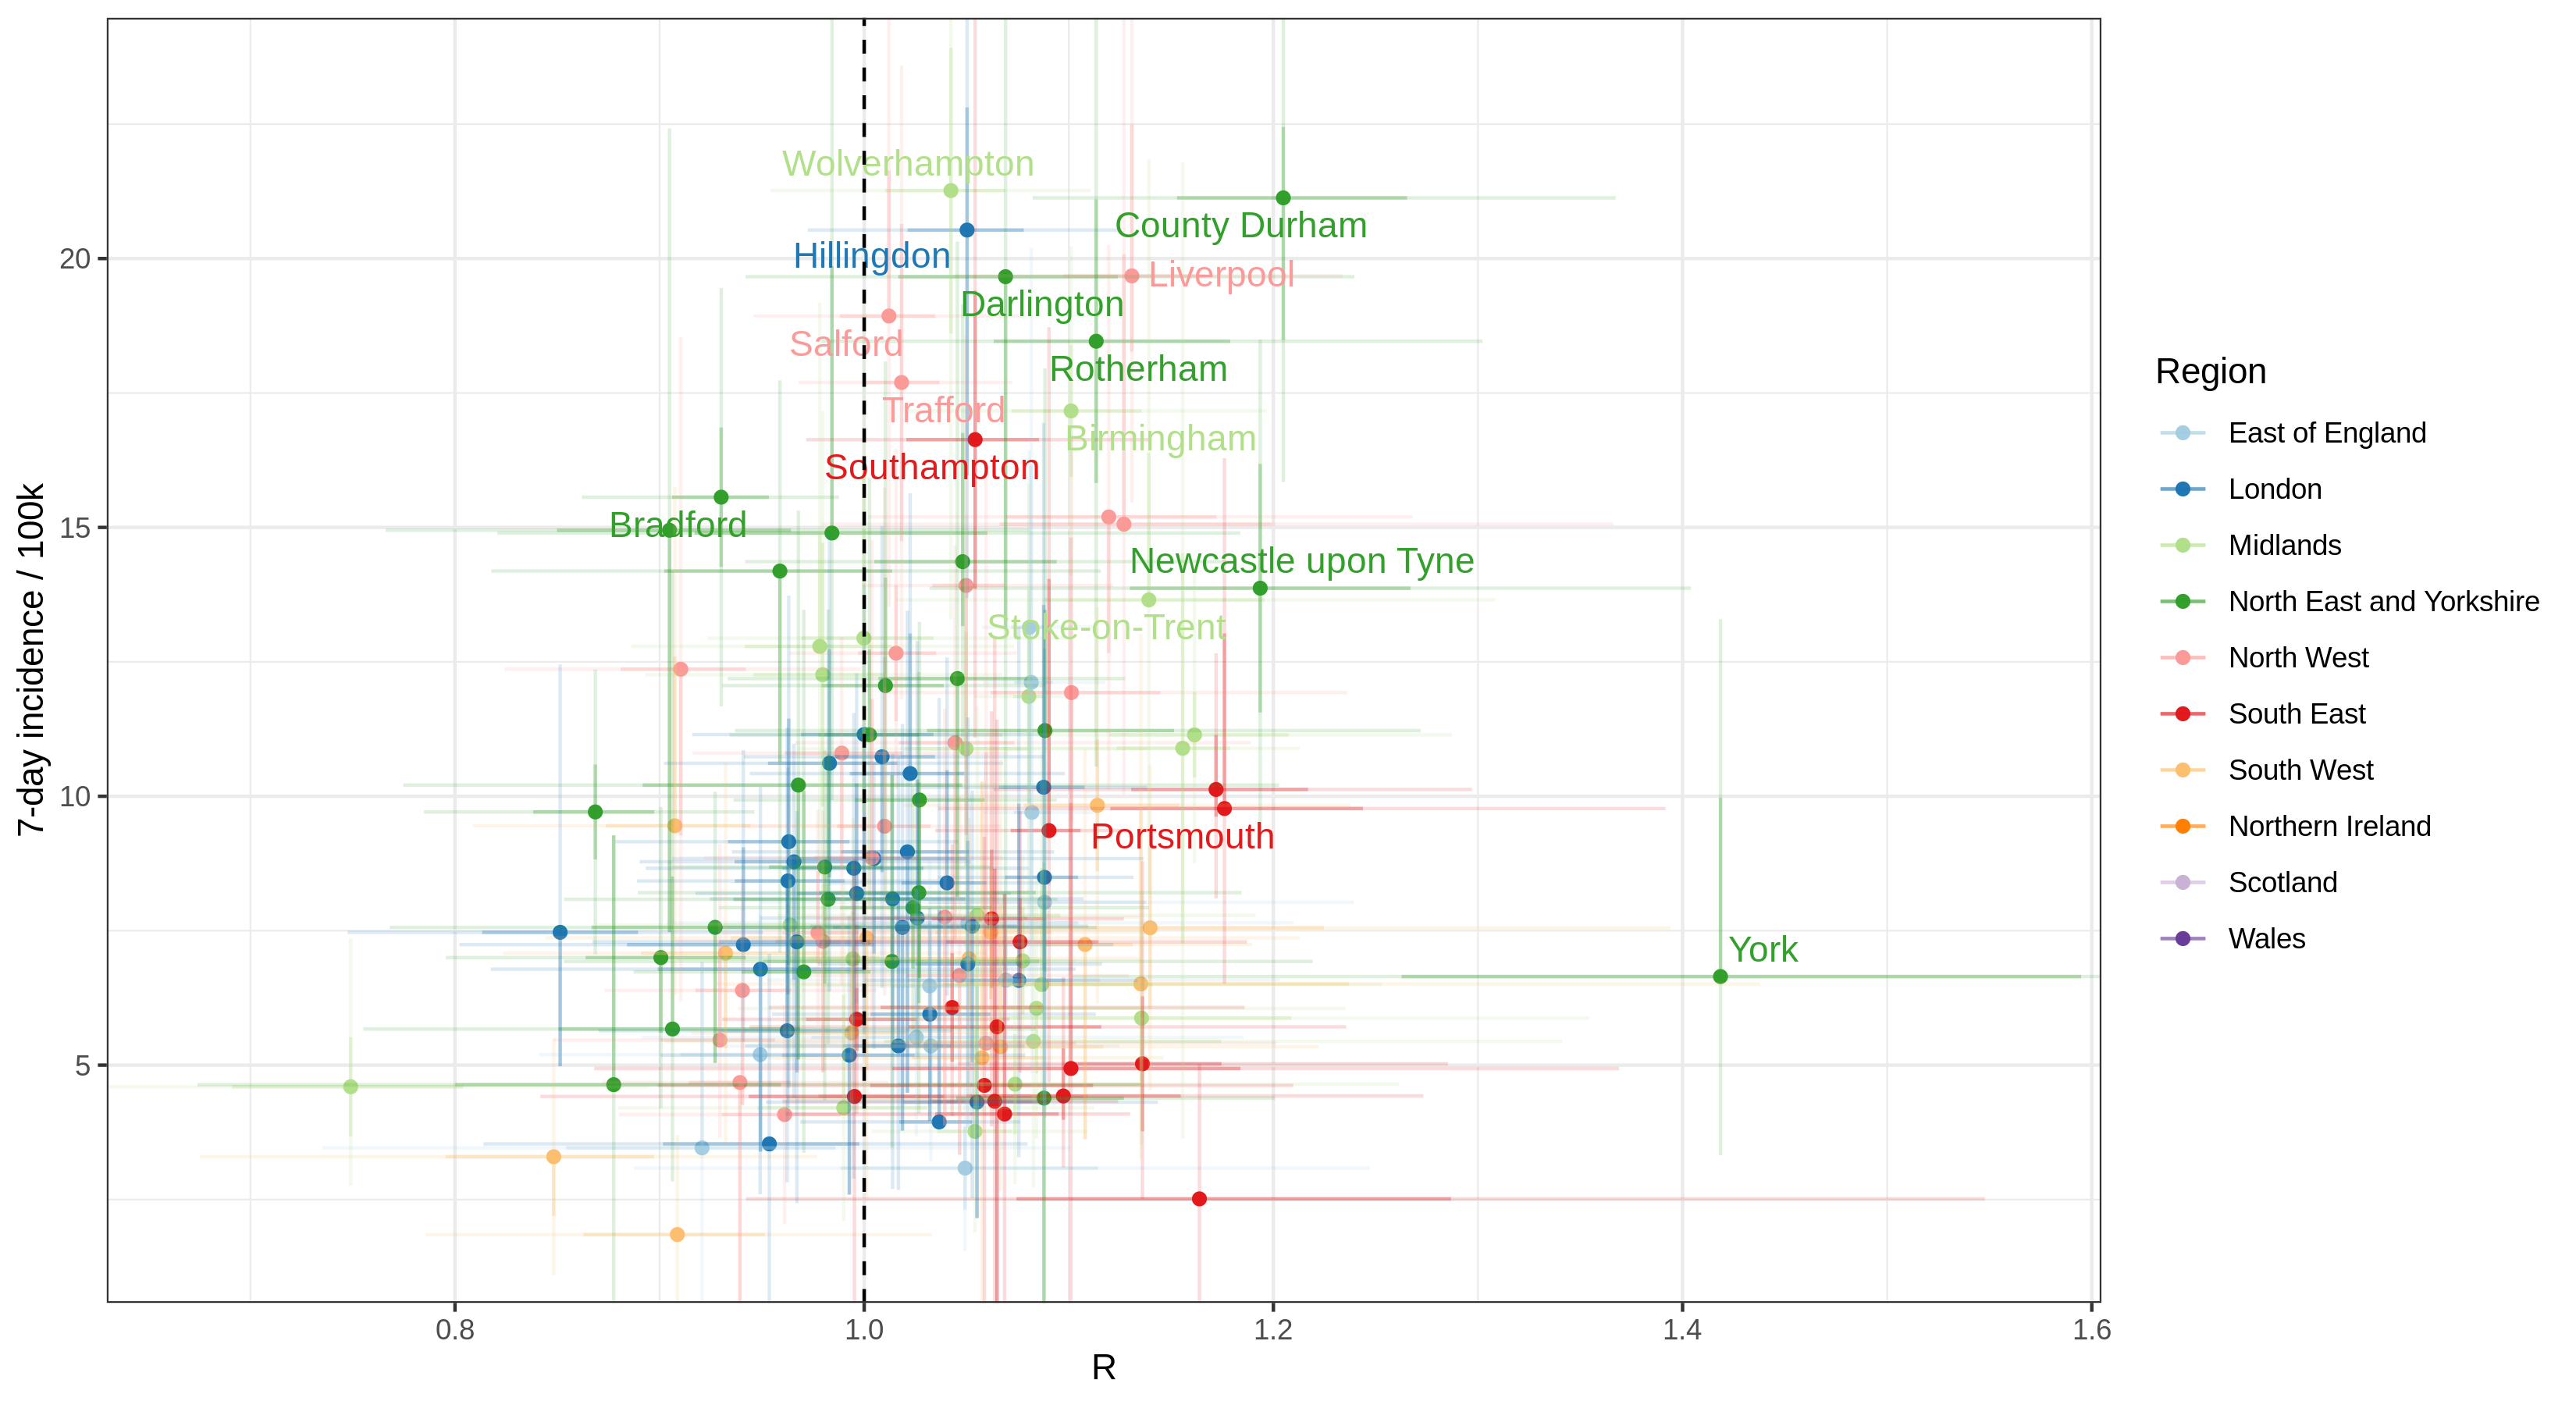 7-day incidence / 100k
20
15
10
5
Wolverhampton
County Durham
Hillingdon
Liverpool
Darlington
Salford
Rotherham
Trafford
Birmingham
Southampton
Bradford
Newcastle upon Tyne
Stoke-on-Trent
Portsmouth
York
0.8
1.0
1.2
1.4
1.6
R
Region
East of England
London
Midlands
North East and Yorkshire
North West
South East
South West
Northern Ireland
Scotland
Wales